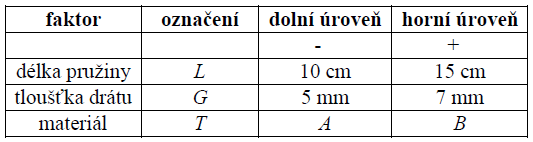 faktor označení dolní úroveň horní úroveň
- +
délka pružiny L 10 cm 15 cm
tloušťka drátu G 5 mm 7 mm
materiál T A B